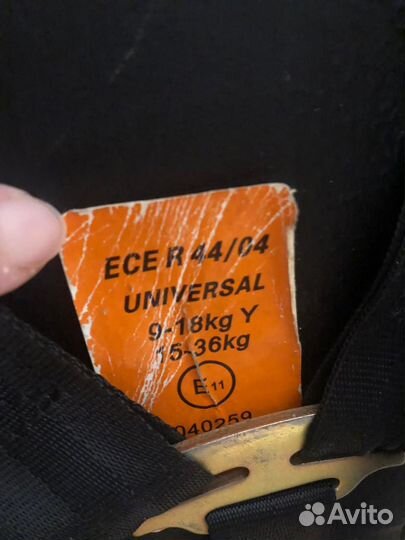 ECE R 44/04
UNIVERSAL
9-18kg Y
15-36kg
E11
040259
Avito